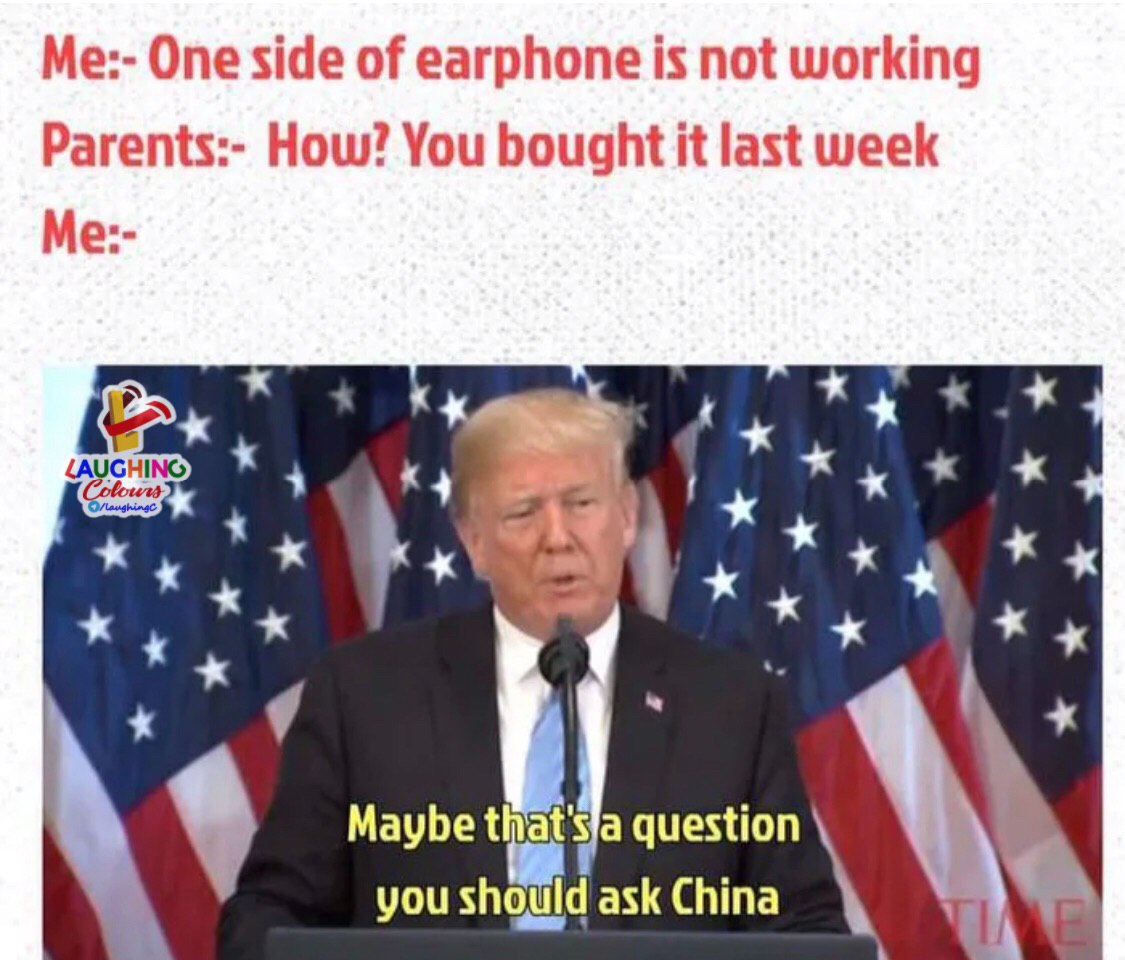 Me:- One side of earphone is not working
Parents:- How? You bought it last week
Me:-
LAUGHING
Colours
/laughingC
Maybe that's a question
you should ask China
TIME